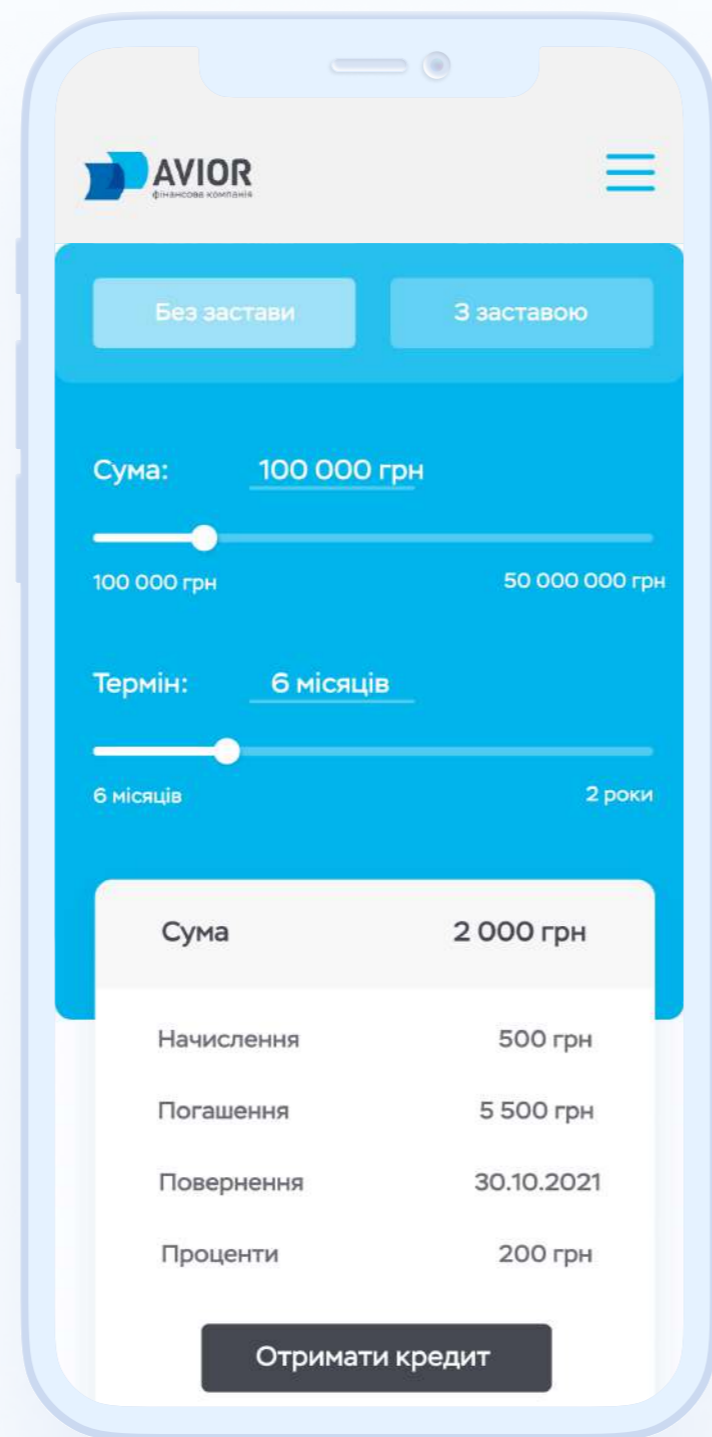 AVIOR
фінансова компанія
Без застави З заставою
Сума: 100 000 грн
100 000 грн 50 000 000 грн
Термін: 6 місяців
6 місяців 2 роки
Сума 2 000 грн
Начислення 500 грн
Погашення 5 500 грн
Повернення 30.10.2021
Проценти 200 грн
Отримати кредит